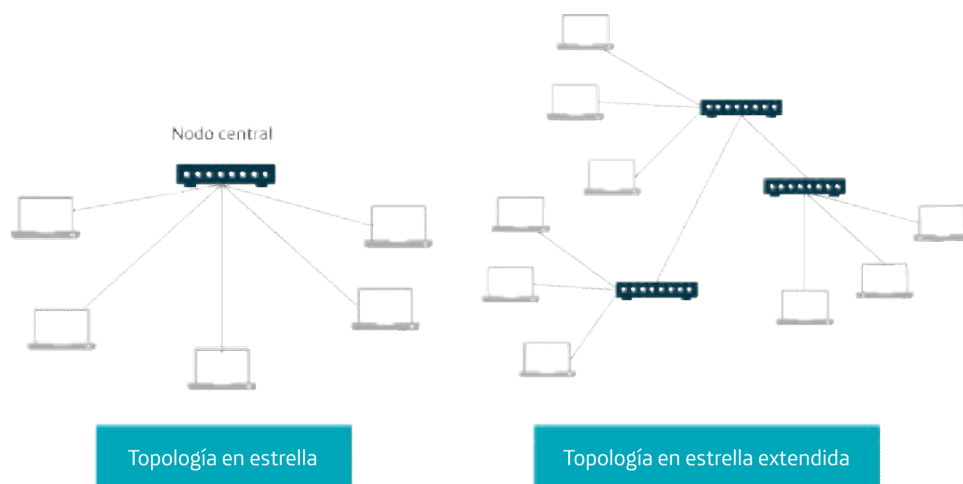 Nodo central
Topología en estrella
Topología en estrella extendida